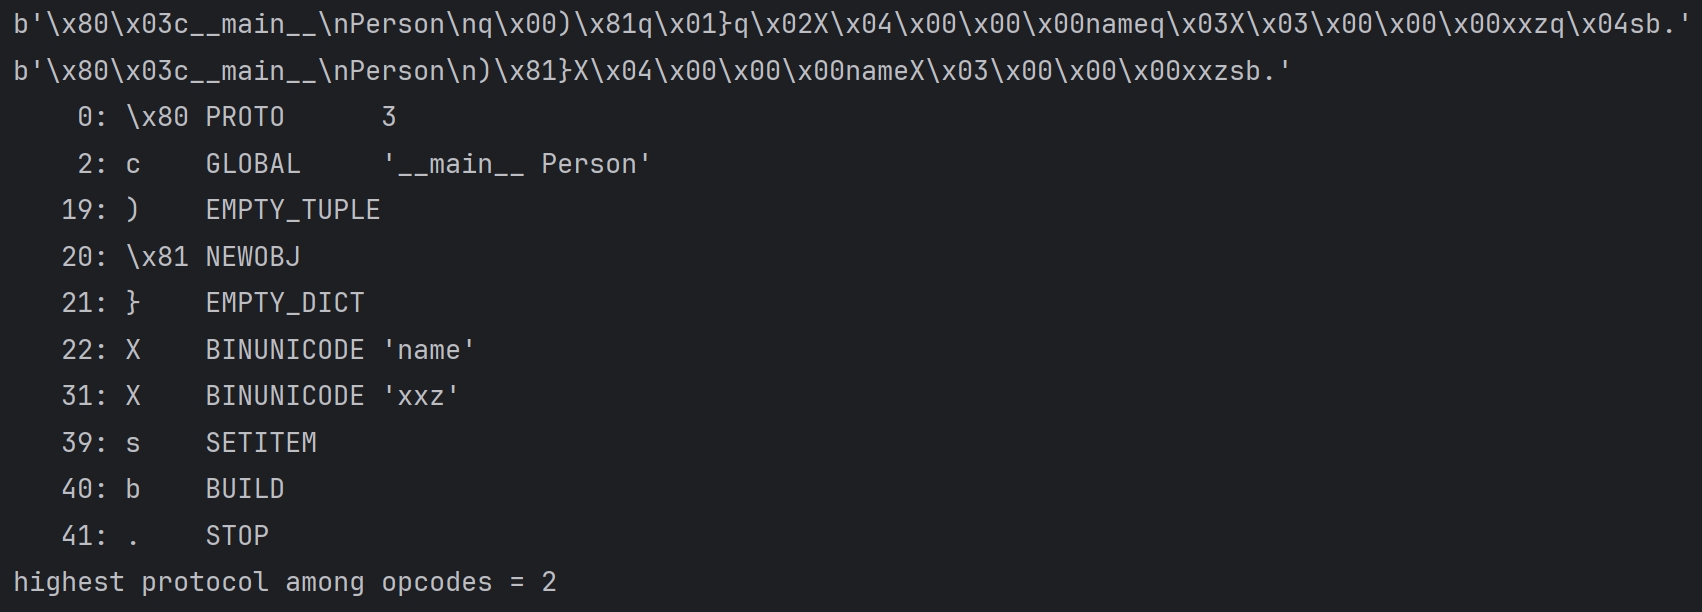 b'\x80\x03c__main__\nPerson\nq\x00)\x81q\x01}q\x02X\x04\x00\x00\x00nameq\x03X\x03\x00\x00\x00xxzq\x04sb.'
b'\x80\x03c__main__\nPerson\n)\x81}X\x04\x00\x00\x00nameX\x03\x00\x00\x00xxzsb.'
    0: \x80 PROTO      3
    2: c    GLOBAL     '__main__ Person'
   19: )    EMPTY_TUPLE
   20: \x81 NEWOBJ
   21: }    EMPTY_DICT
   22: X    BINUNICODE 'name'
   31: X    BINUNICODE 'xxz'
   39: s    SETITEM
   40: b    BUILD
   41: .    STOP
highest protocol among opcodes = 2